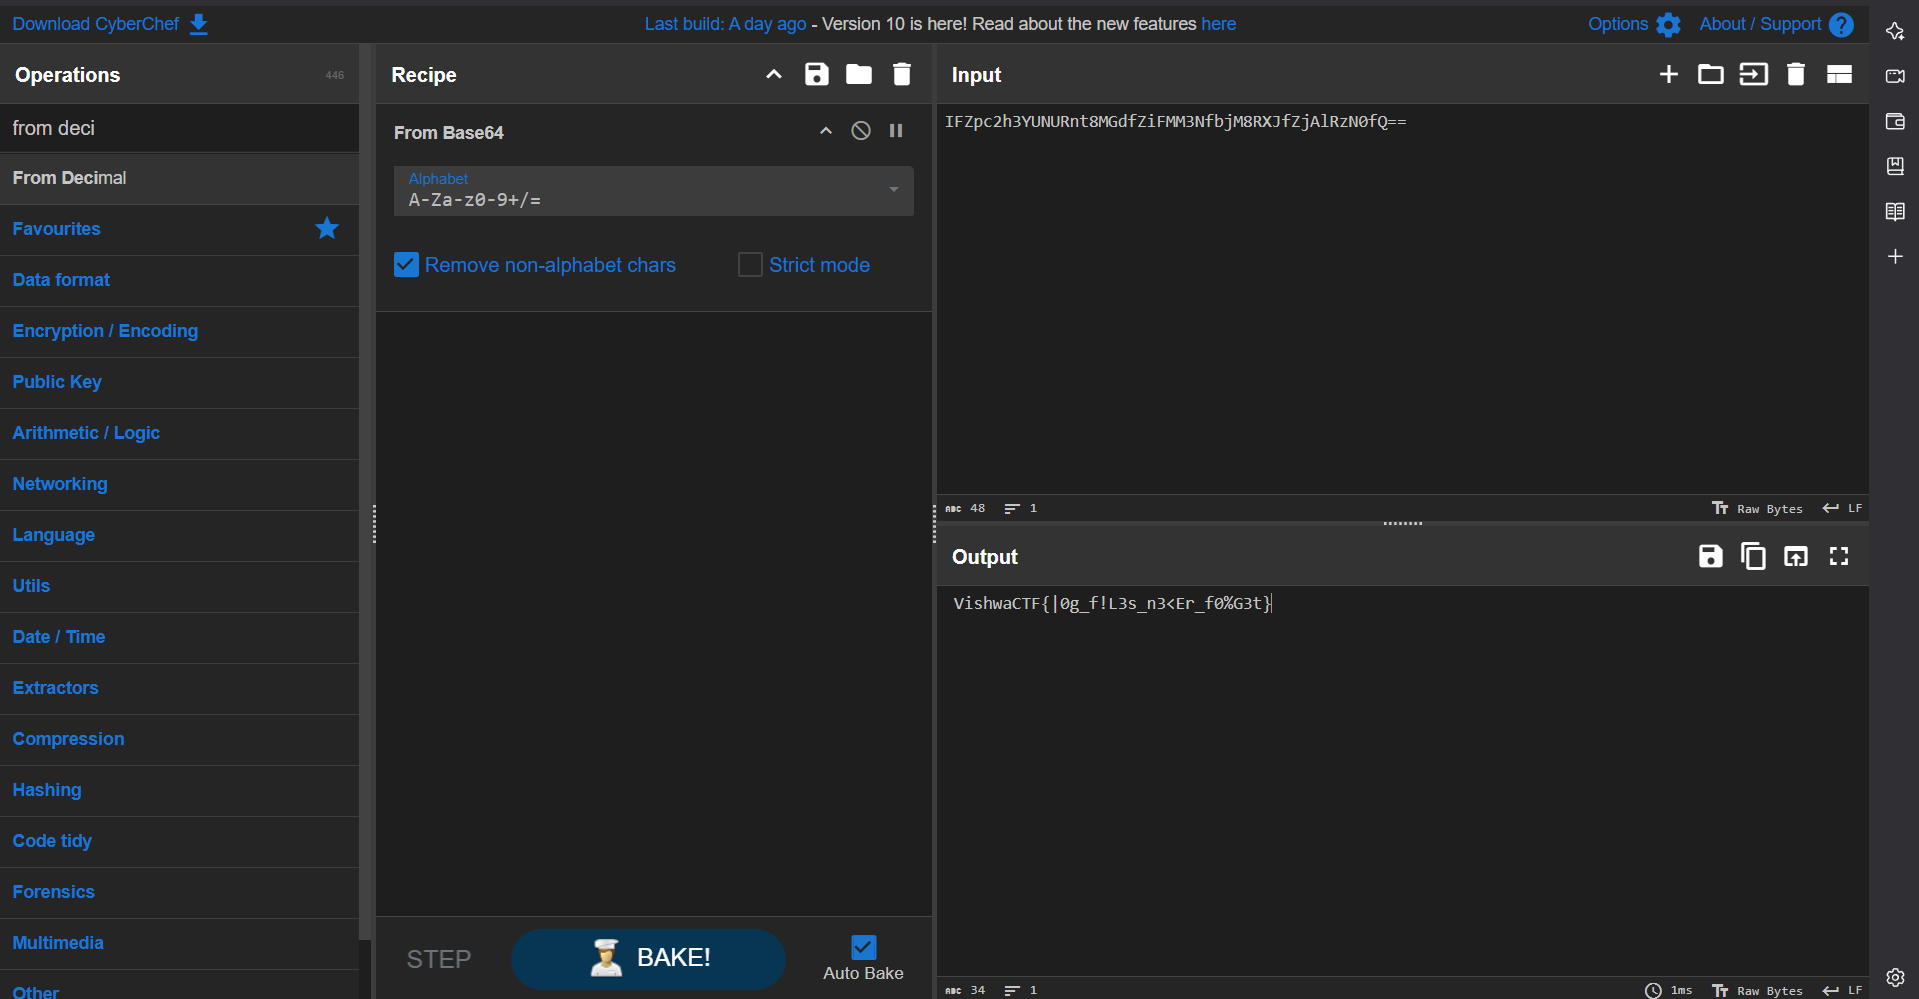 Download CyberChef
Last build: A day ago - Version 10 is here! Read about the new features here
Options
About / Support
Operations
446
from deci
From Decimal
Favourites
Data format
Encryption / Encoding
Public Key
Arithmetic / Logic
Networking
Language
Utils
Date / Time
Extractors
Compression
Hashing
Code tidy
Forensics
Multimedia
Other
Recipe
From Base64
Alphabet
A-Za-z0-9+/=
Remove non-alphabet chars
Strict mode
STEP
BAKE!
Auto Bake
Input
IFZpc2h3YUNURnt8MGdfZiFMM3NfbjM8RXJfZjAlRzN0fQ==
ABC 48
1
Tr Raw Bytes
LF
Output
VishwaCTF{|0g_f!L3s_n3<Er_f0%G3t}
ABC 34
1
1ms
Tr Raw Bytes
LF